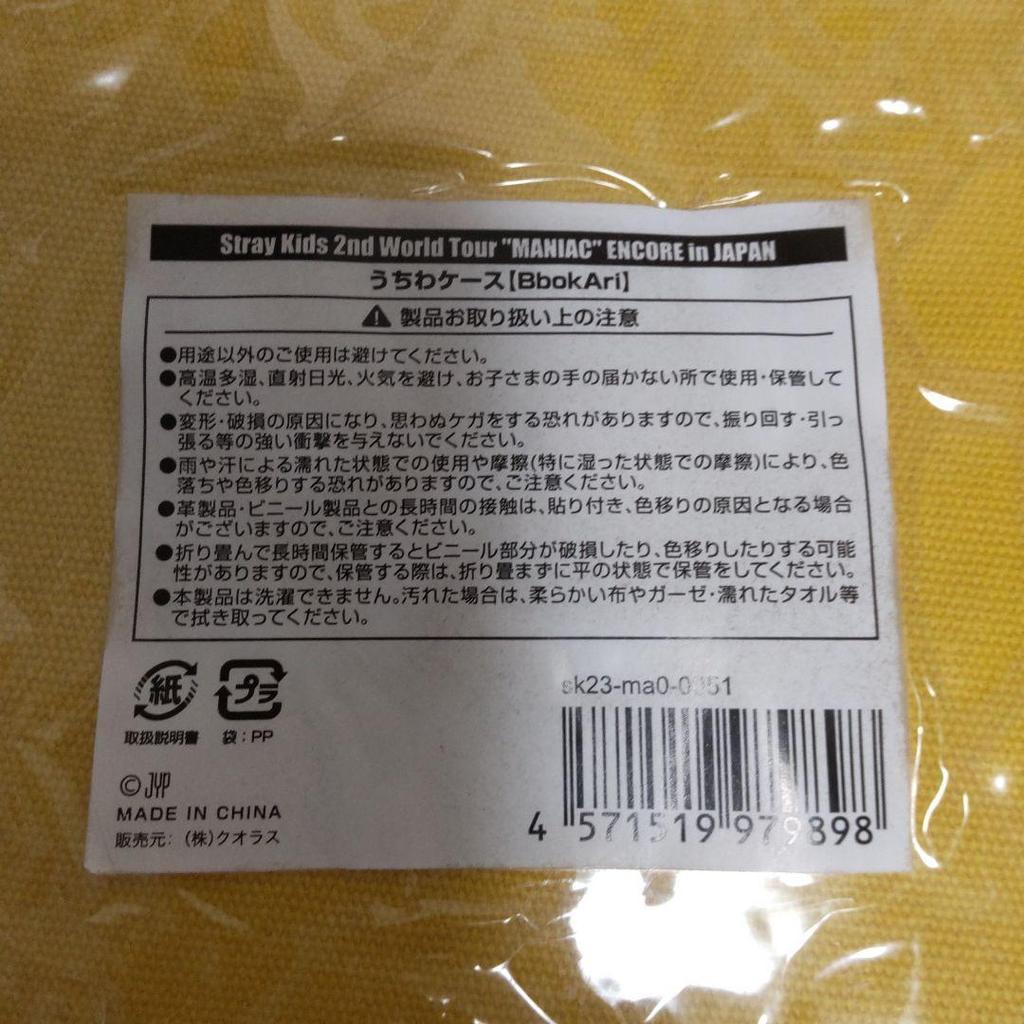 Stray Kids 2nd World Tour "MANIAC" ENCORE in JAPAN
うちわケース【BbokAri】
製品お取り扱い上の注意
●用途以外のご使用は避けてください。
●高温多湿、直射日光、火気を避け、お子さまの手の届かない所で使用・保管して
ください。
●変形・破損の原因になり、思わぬケガをする恐れがありますので、振り回す・引っ
張る等の強い衝撃を与えないでください。
●雨や汗による濡れた状態での使用や摩擦(特に湿った状態での摩擦)により、色
落ちや色移りする恐れがありますので、ご注意ください。
●革製品・ビニール製品との長時間の接触は、貼り付き、色移りの原因となる場合
がございますので、ご注意ください。
●折り畳んで長時間保管するとビニール部分が破損したり、色移りしたりする可能
性がありますので、保管する際は、折り畳まずに平の状態で保管をしてください。
●本製品は洗濯できません。汚れた場合は、柔らかい布やガーゼ・濡れたタオル等
で拭き取ってください。
紙 プラ
取扱説明書 袋：PP
© JYP
MADE IN CHINA
販売元：(株)クオラス
sk23-ma0-0351
4 571519 979898